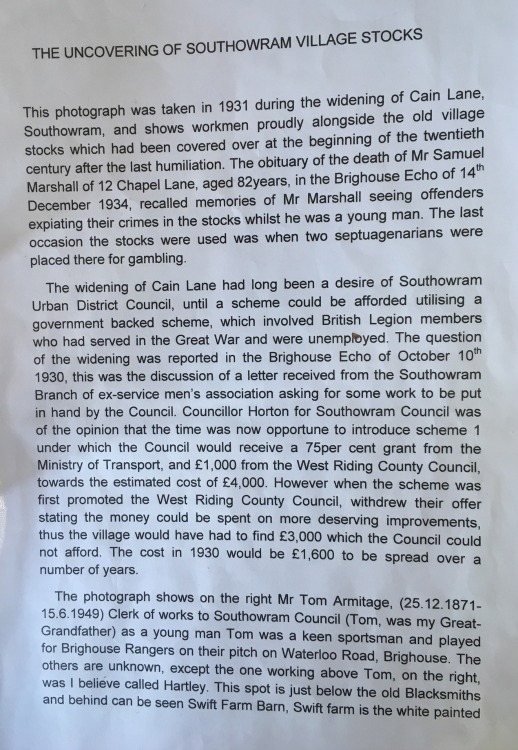 THE UNCOVERING OF SOUTHOWRAM VILLAGE STOCKS
This photograph was taken in 1931 during the widening of Cain Lane,
Southowram, and shows workmen proudly alongside the old village
stocks which had been covered over at the beginning of the twentieth
century after the last humiliation. The obituary of the death of Mr Samuel
Marshall of 12 Chapel Lane, aged 82years, in the Brighouse Echo of 14th
December 1934, recalled memories of Mr Marshall seeing offenders
expiating their crimes in the stocks whilst he was a young man. The last
occasion the stocks were used was when two septuagenarians were
placed there for gambling.
The widening of Cain Lane had long been a desire of Southowram
Urban District Council, until a scheme could be afforded utilising a
government backed scheme, which involved British Legion members
who had served in the Great War and were unemployed. The question
of the widening was reported in the Brighouse Echo of October 10th
1930, this was the discussion of a letter received from the Southowram
Branch of ex-service men's association asking for some work to be put
in hand by the Council. Councillor Horton for Southowram Council was
of the opinion that the time was now opportune to introduce scheme 1
under which the Council would receive a 75per cent grant from the
Ministry of Transport, and £1,000 from the West Riding County Council,
towards the estimated cost of £4,000. However when the scheme was
first promoted the West Riding County Council, withdrew their offer
stating the money could be spent on more deserving improvements,
thus the village would have had to find £3,000 which the Council could
not afford. The cost in 1930 would be £1,600 to be spread over a
number of years.
The photograph shows on the right Mr Tom Armitage, (25.12.1871-
15.6.1949) Clerk of works to Southowram Council (Tom, was my Great-
Grandfather) as a young man Tom was a keen sportsman and played
for Brighouse Rangers on their pitch on Waterloo Road, Brighouse. The
others are unknown, except the one working above Tom, on the right,
was I believe called Hartley. This spot is just below the old Blacksmiths
and behind can be seen Swift Farm Barn, Swift farm is the white painted